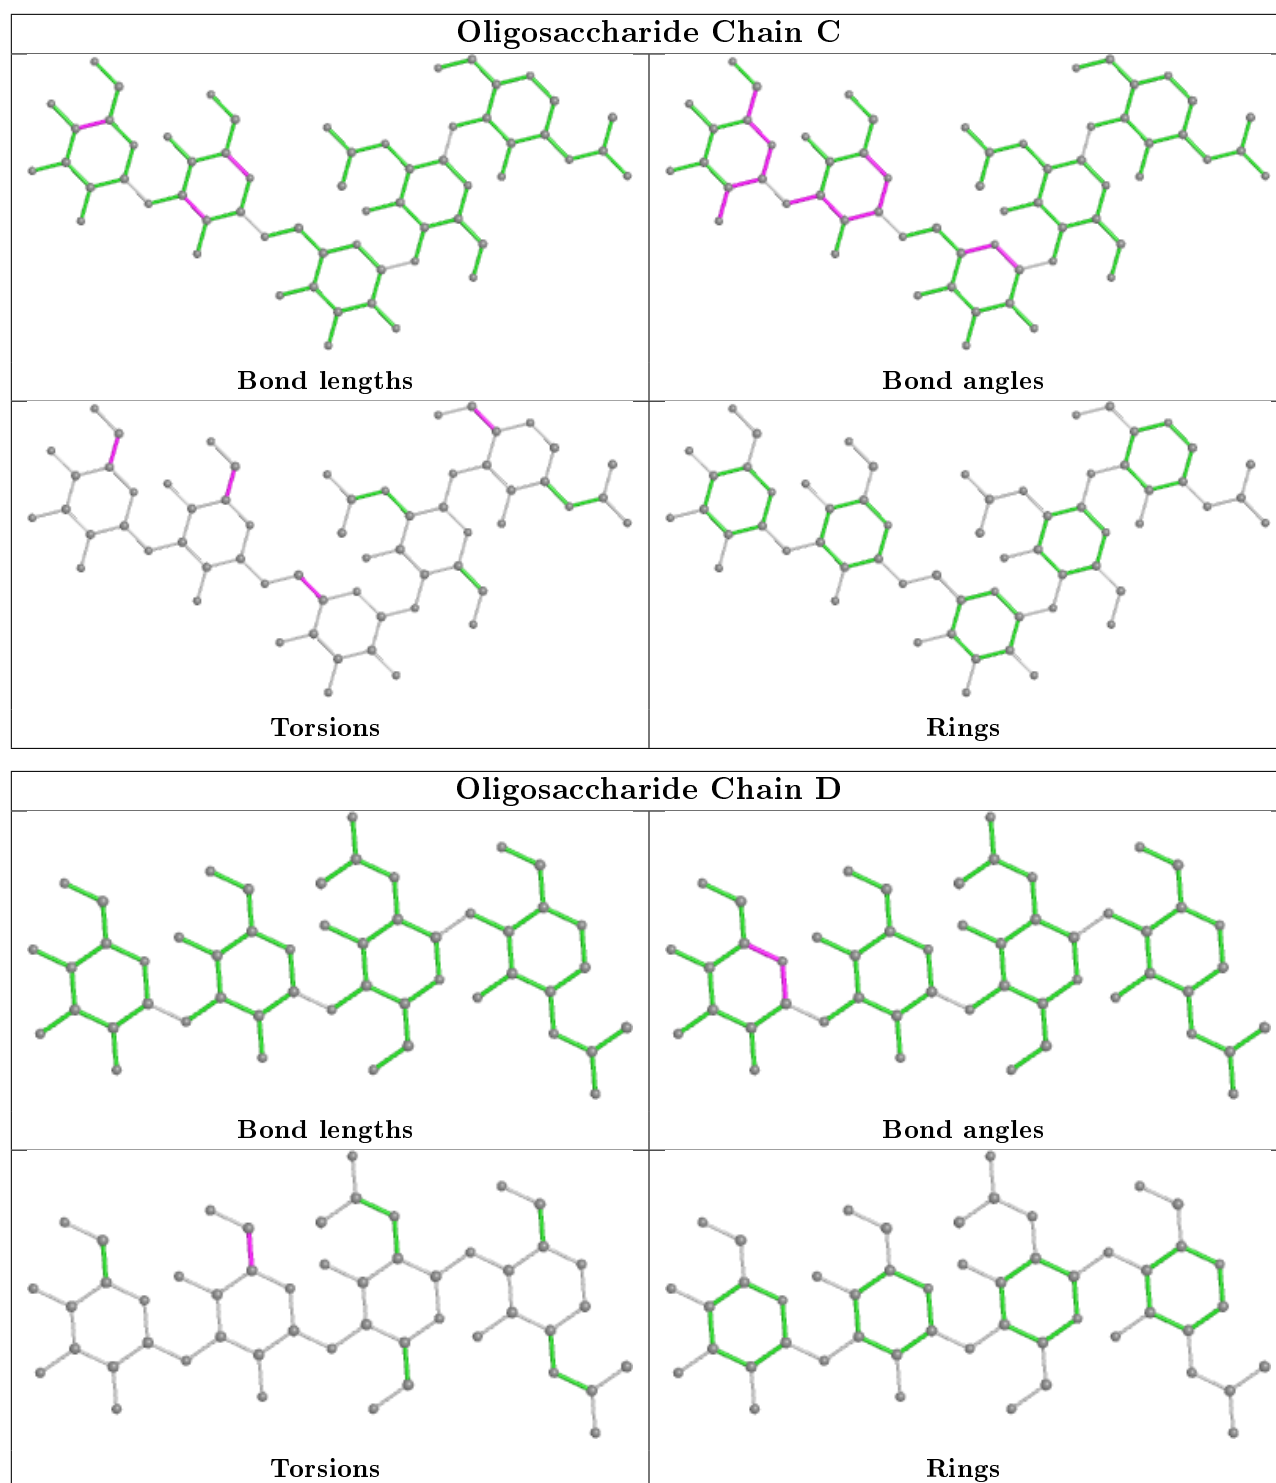 Oligosaccharide Chain C
Bond lengths
Bond angles
Torsions
Rings
Oligosaccharide Chain D
Bond lengths
Bond angles
Torsions
Rings